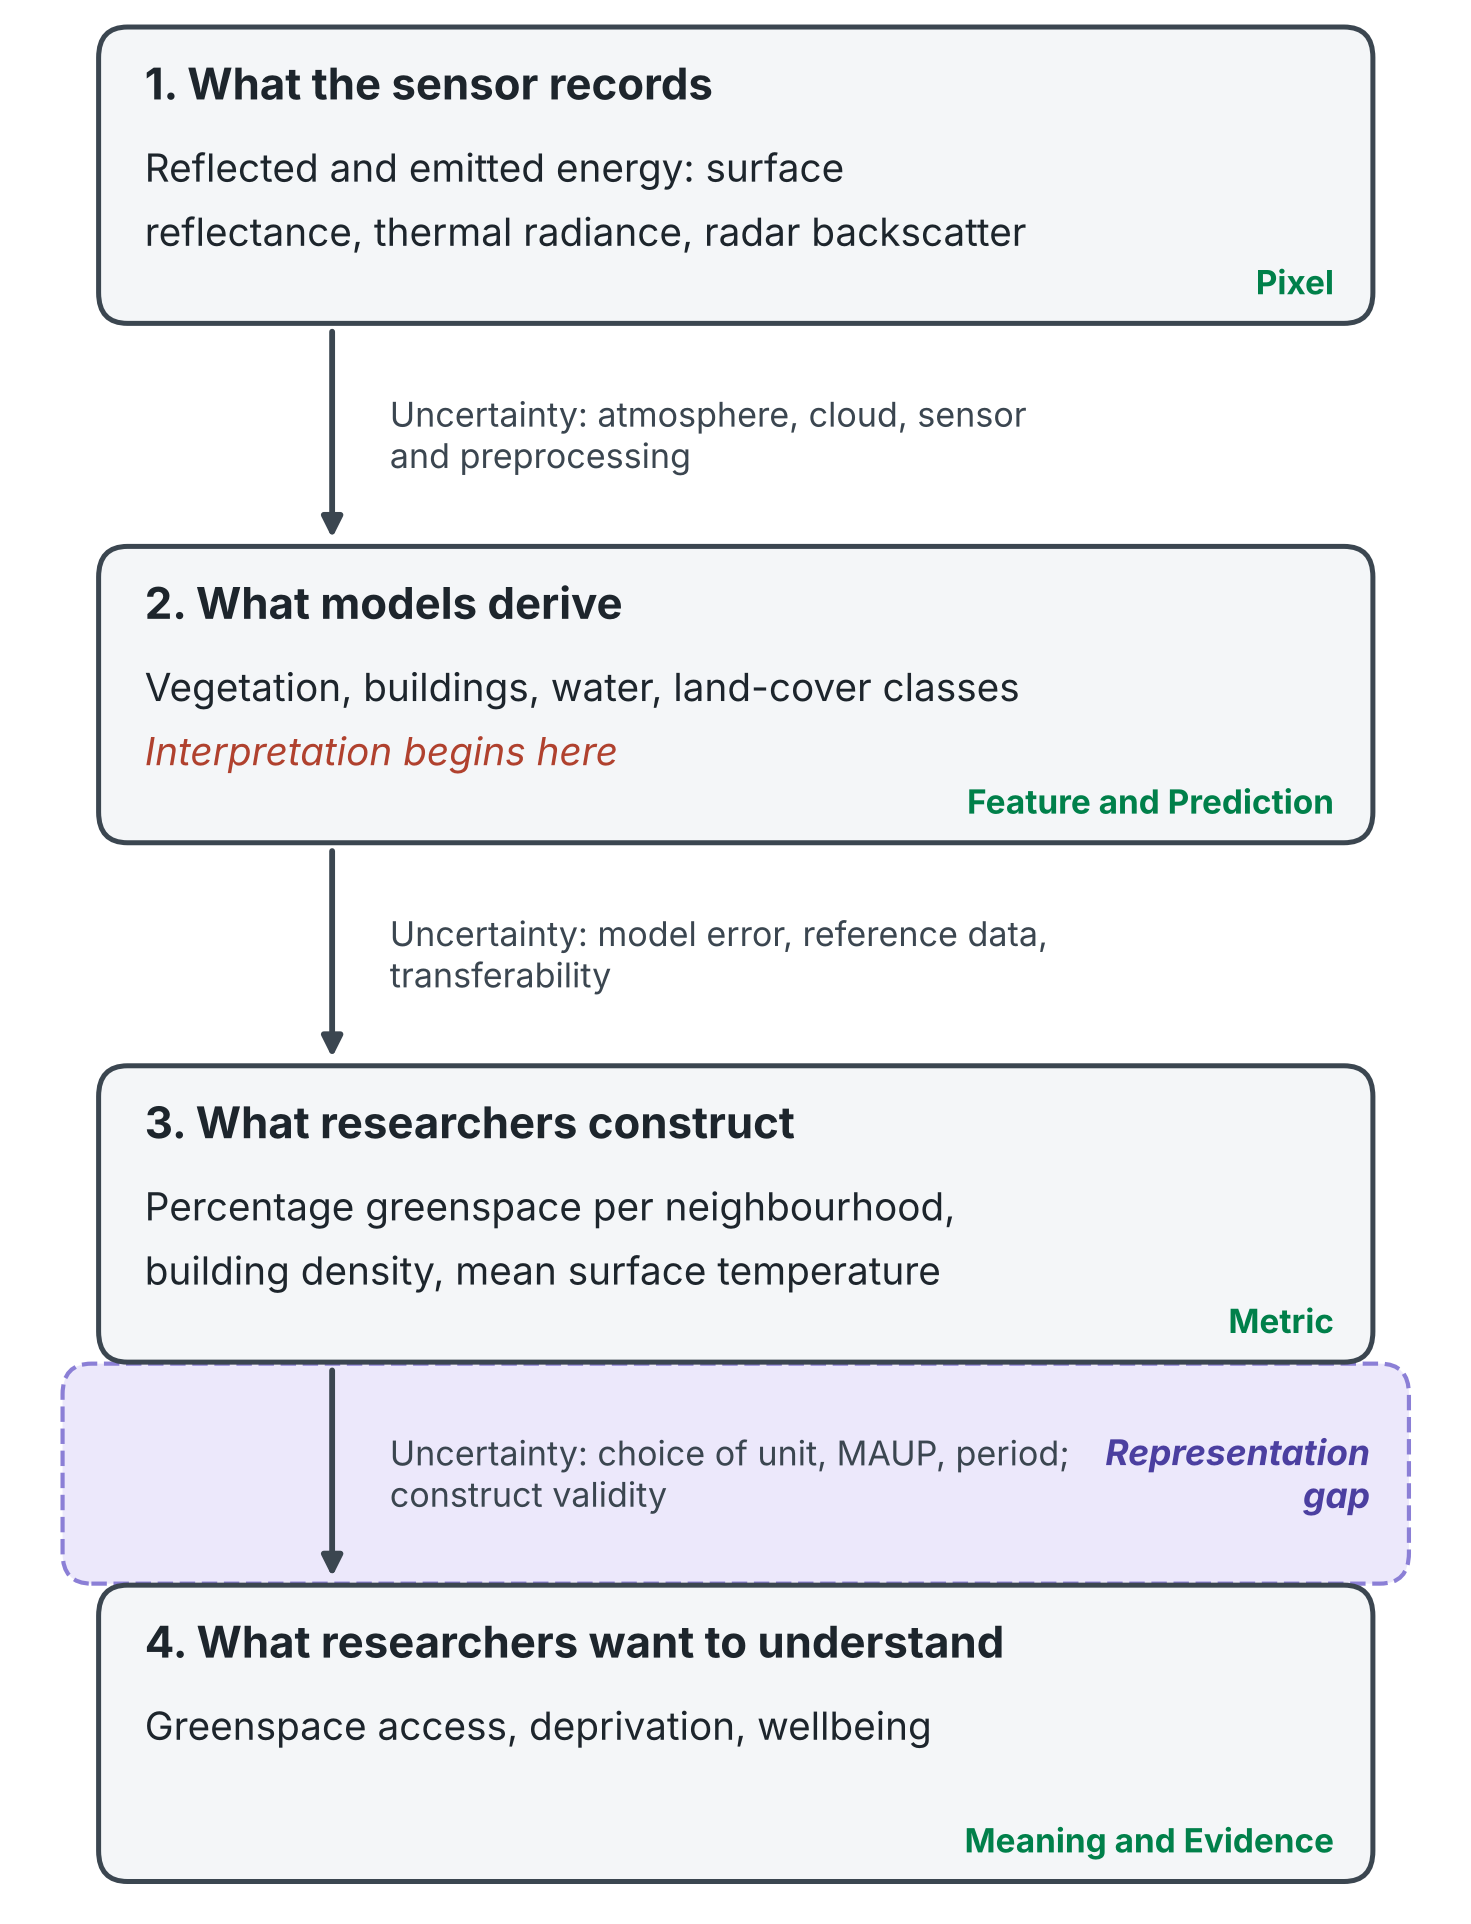 1. What the sensor records
Reflected and emitted energy: surface
reflectance, thermal radiance, radar backscatter
Pixel
Uncertainty: atmosphere, cloud, sensor
and preprocessing
2. What models derive
Vegetation, buildings, water, land-cover classes
Interpretation begins here
Feature and Prediction
Uncertainty: model error, reference data,
transferability
3. What researchers construct
Percentage greenspace per neighbourhood,
building density, mean surface temperature
Metric
Uncertainty: choice of unit, MAUP, period;
construct validity
Representation
gap
4. What researchers want to understand
Greenspace access, deprivation, wellbeing
Meaning and Evidence